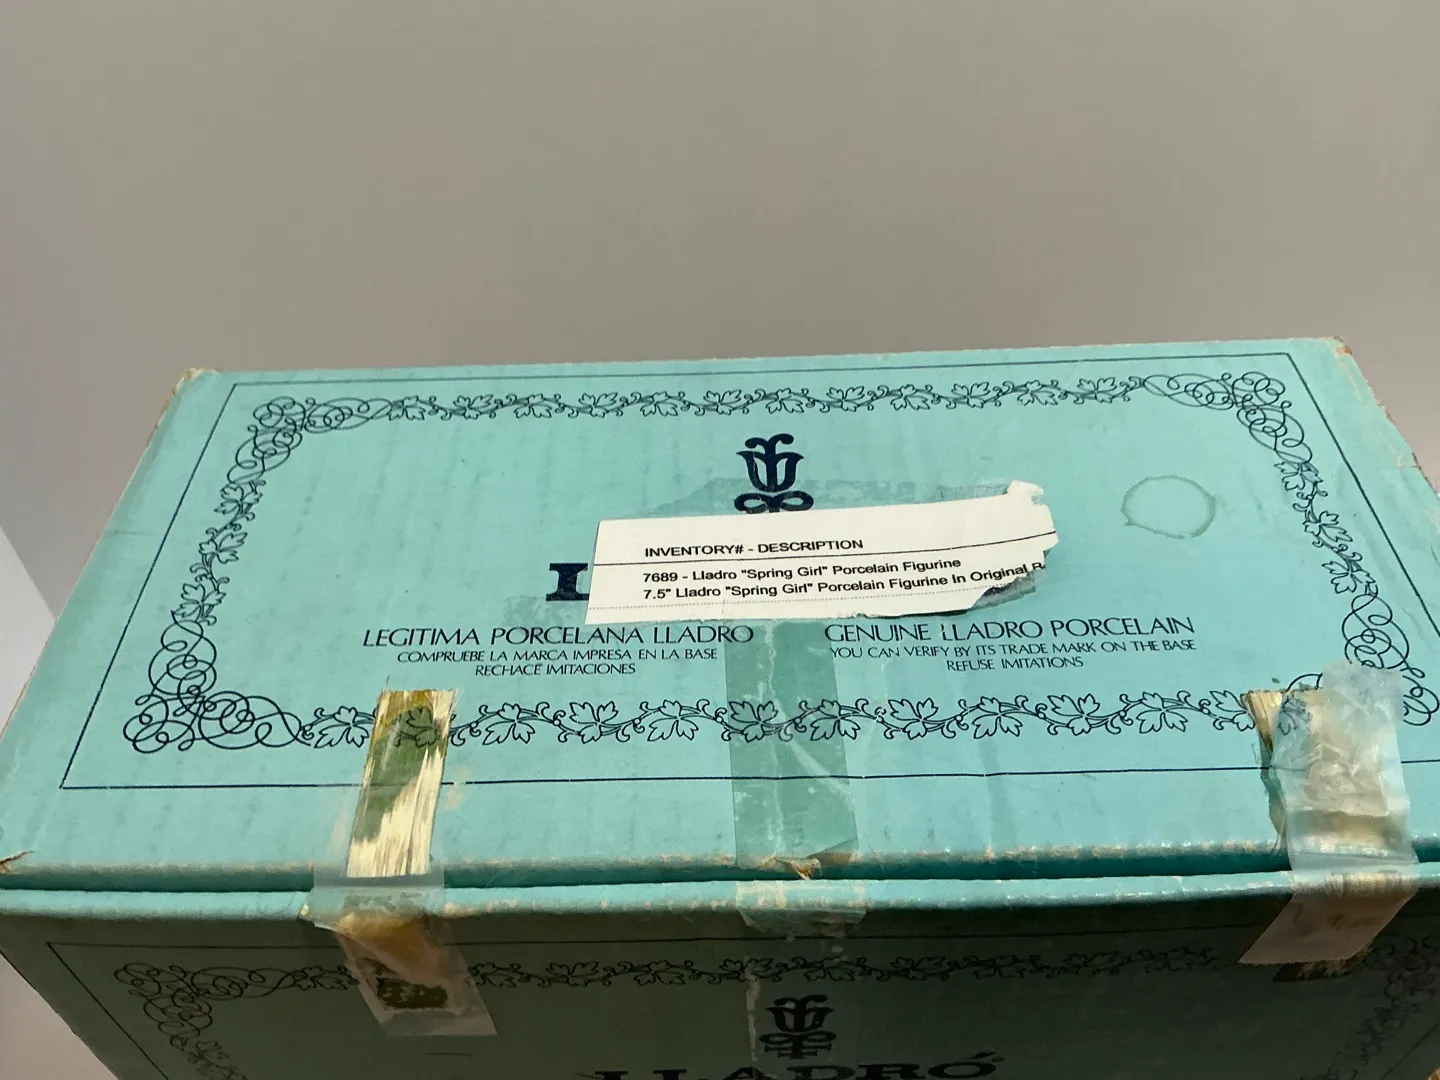 INVENTORY# - DESCRIPTION
7689 - Lladro "Spring Girl" Porcelain Figurine
7.5" Lladro "Spring Girl" Porcelain Figurine In Original
LEGITIMA PORCELANA LLADRO
COMPRUEBE LA MARCA IMPRESA EN LA BASE
RECHACE IMITACIONES
GENUINE LLADRO PORCELAIN
YOU CAN VERIFY BY ITS TRADE MARK ON THE BASE
REFUSE IMITATIONS
LLADRÓ